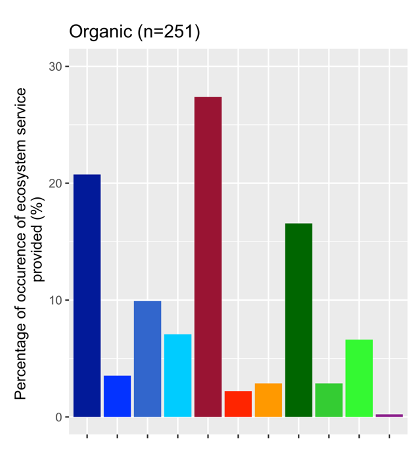 Organic (n=251)
Percentage of occurence of ecosystem service
provided (%)
30
20
10
0